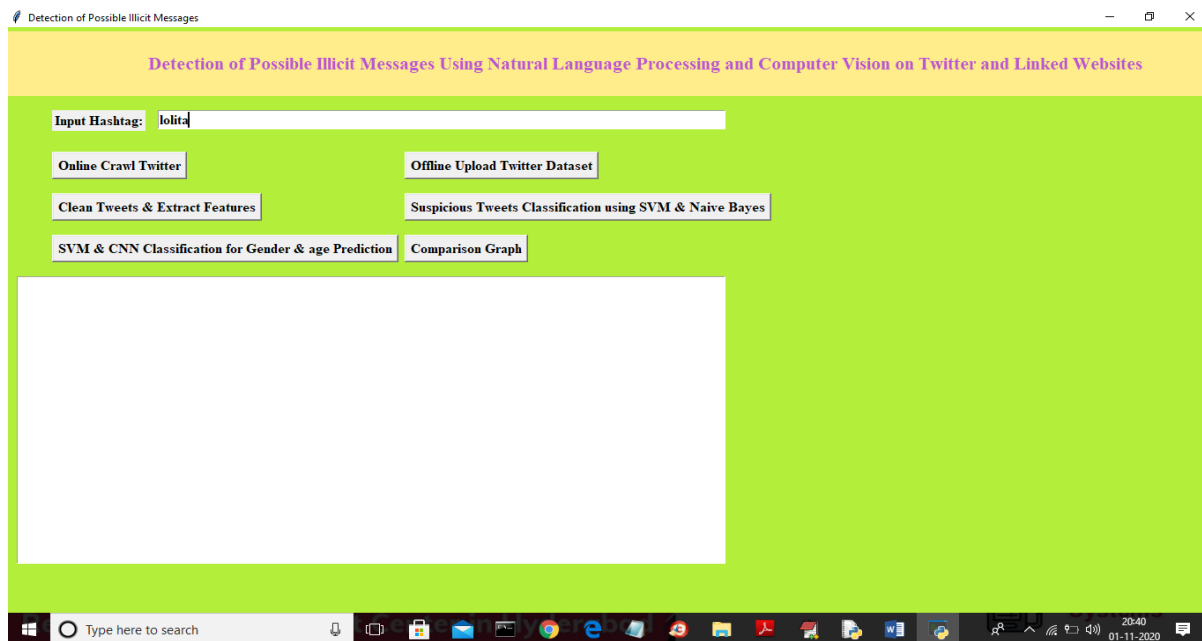 Detection of Possible Illicit Messages
Detection of Possible Illicit Messages Using Natural Language Processing and Computer Vision on Twitter and Linked Websites
Input Hashtag: lolita
Online Crawl Twitter Offline Upload Twitter Dataset
Clean Tweets & Extract Features Suspicious Tweets Classification using SVM & Naive Bayes
SVM & CNN Classification for Gender & age Prediction Comparison Graph
Type here to search
20:40
01-11-2020